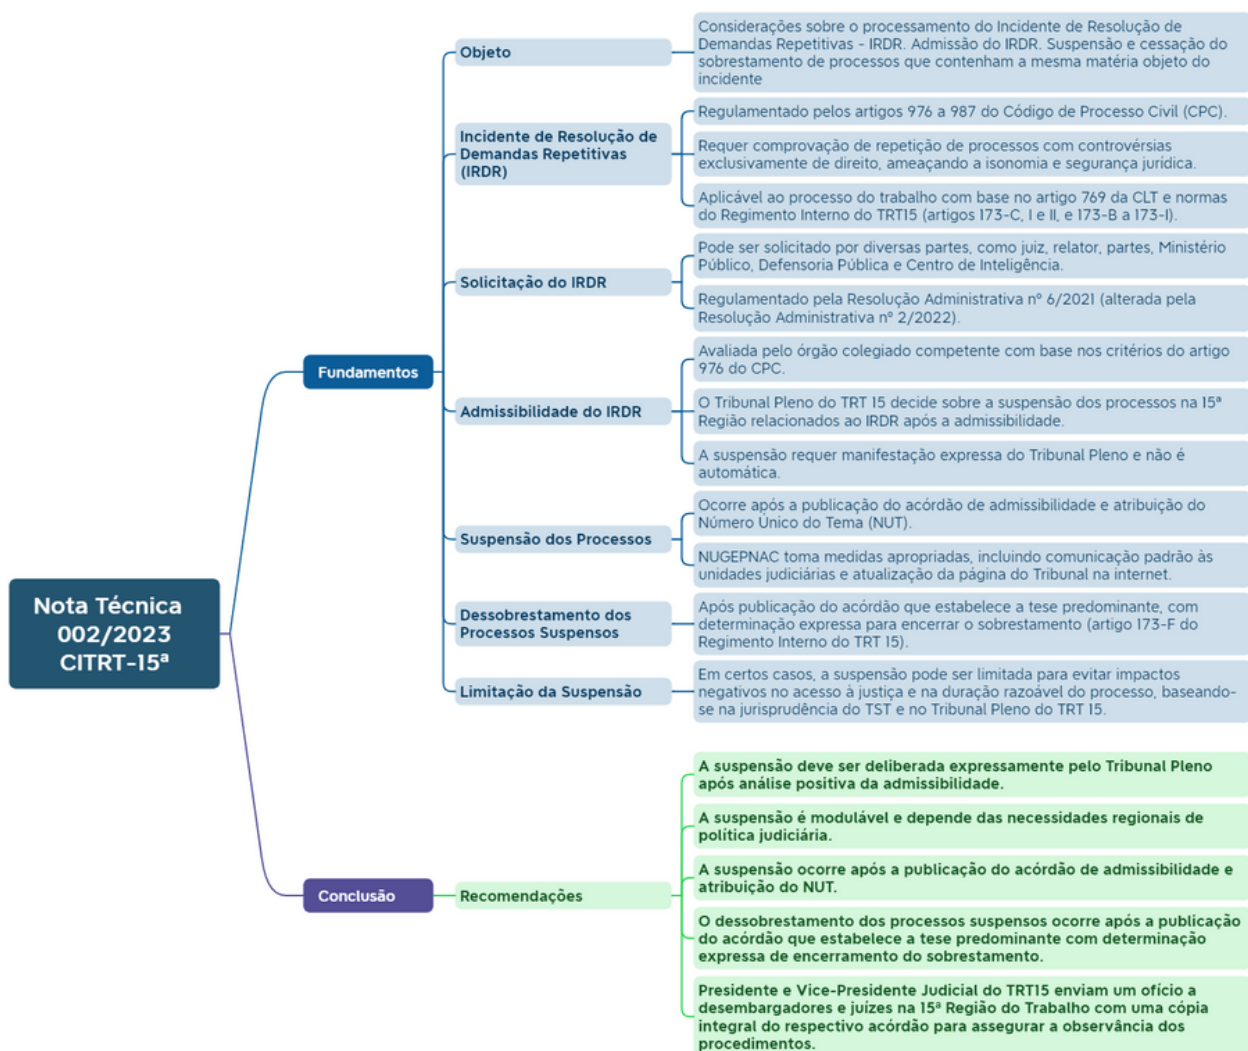 Nota Técnica
002/2023
CITRT-15ª
Fundamentos
Objeto
Considerações sobre o processamento do Incidente de Resolução de
Demandas Repetitivas - IRDR. Admissão do IRDR. Suspensão e cessação do
sobrestamento de processos que contenham a mesma matéria objeto do
incidente
Incidente de Resolução de
Demandas Repetitivas
(IRDR)
Regulamentado pelos artigos 976 a 987 do Código de Processo Civil (CPC).
Requer comprovação de repetição de processos com controvérsias
exclusivamente de direito, ameaçando a isonomia e segurança jurídica.
Aplicável ao processo do trabalho com base no artigo 769 da CLT e normas
do Regimento Interno do TRT15 (artigos 173-C, I e II, e 173-B a 173-I).
Solicitação do IRDR
Pode ser solicitado por diversas partes, como juiz, relator, partes, Ministério
Público, Defensoria Pública e Centro de Inteligência.
Regulamentado pela Resolução Administrativa nº 6/2021 (alterada pela
Resolução Administrativa nº 2/2022).
Admissibilidade do IRDR
Avaliada pelo órgão colegiado competente com base nos critérios do artigo
976 do CPC.
O Tribunal Pleno do TRT 15 decide sobre a suspensão dos processos na 15ª
Região relacionados ao IRDR após a admissibilidade.
A suspensão requer manifestação expressa do Tribunal Pleno e não é
automática.
Suspensão dos Processos
Ocorre após a publicação do acórdão de admissibilidade e atribuição do
Número Único do Tema (NUT).
NUGEPNAC toma medidas apropriadas, incluindo comunicação padrão às
unidades judiciárias e atualização da página do Tribunal na internet.
Dessobrestamento dos
Processos Suspensos
Após publicação do acórdão que estabelece a tese predominante, com
determinação expressa para encerrar o sobrestamento (artigo 173-F do
Regimento Interno do TRT 15).
Limitação da Suspensão
Em certos casos, a suspensão pode ser limitada para evitar impactos
negativos no acesso à justiça e na duração razoável do processo, baseando-
se na jurisprudência do TST e no Tribunal Pleno do TRT 15.
Conclusão
Recomendações
A suspensão deve ser deliberada expressamente pelo Tribunal Pleno
após análise positiva da admissibilidade.
A suspensão é modulável e depende das necessidades regionais de
política judiciária.
A suspensão ocorre após a publicação do acórdão de admissibilidade e
atribuição do NUT.
O dessobrestamento dos processos suspensos ocorre após a publicação
do acórdão que estabelece a tese predominante com determinação
expressa de encerramento do sobrestamento.
Presidente e Vice-Presidente Judicial do TRT15 enviam um ofício a
desembargadores e juízes na 15ª Região do Trabalho com uma cópia
integral do respectivo acórdão para assegurar a observância dos
procedimentos.